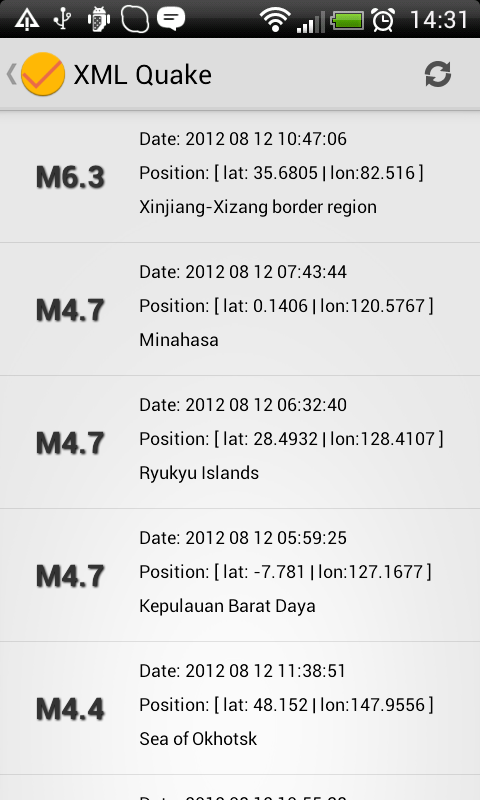 14:31
XML Quake
M6.3
Date: 2012 08 12 10:47:06
Position: [ lat: 35.6805 | lon:82.516 ]
Xinjiang-Xizang border region
M4.7
Date: 2012 08 12 07:43:44
Position: [ lat: 0.1406 | lon:120.5767 ]
Minahasa
M4.7
Date: 2012 08 12 06:32:40
Position: [ lat: 28.4932 | lon:128.4107 ]
Ryukyu Islands
M4.7
Date: 2012 08 12 05:59:25
Position: [ lat: -7.781 | lon:127.1677 ]
Kepulauan Barat Daya
M4.4
Date: 2012 08 12 11:38:51
Position: [ lat: 48.152 | lon:147.9556 ]
Sea of Okhotsk